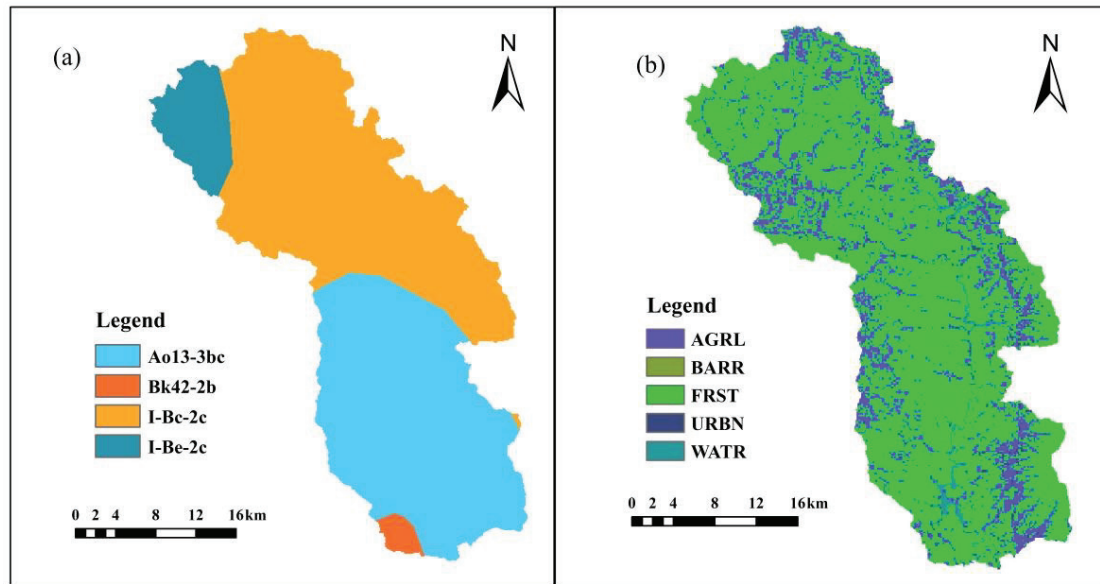 (a)
N
Legend
Ao13-3bc
Bk42-2b
I-Bc-2c
I-Be-2c
0 2 4 8 12 16km
(b)
N
Legend
AGRL
BARR
FRST
URBN
WATR
0 2 4 8 12 16km